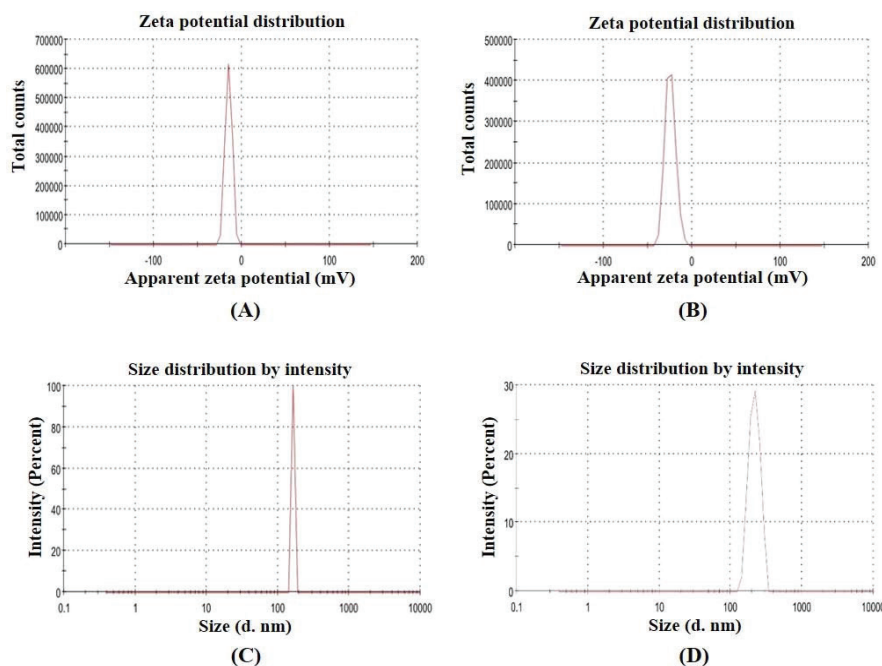 Zeta potential distribution
700000
600000
500000
400000
300000
200000
100000
0
Total counts
-100 0 100 200
Apparent zeta potential (mV)
(A)
Zeta potential distribution
500000
400000
300000
200000
100000
0
Total counts
-100 0 100 200
Apparent zeta potential (mV)
(B)
Size distribution by intensity
100
80
60
40
20
0
Intensity (Percent)
0.1 1 10 100 1000 10000
Size (d. nm)
(C)
Size distribution by intensity
30
20
10
0
Intensity (Percent)
0.1 1 10 100 1000 10000
Size (d. nm)
(D)